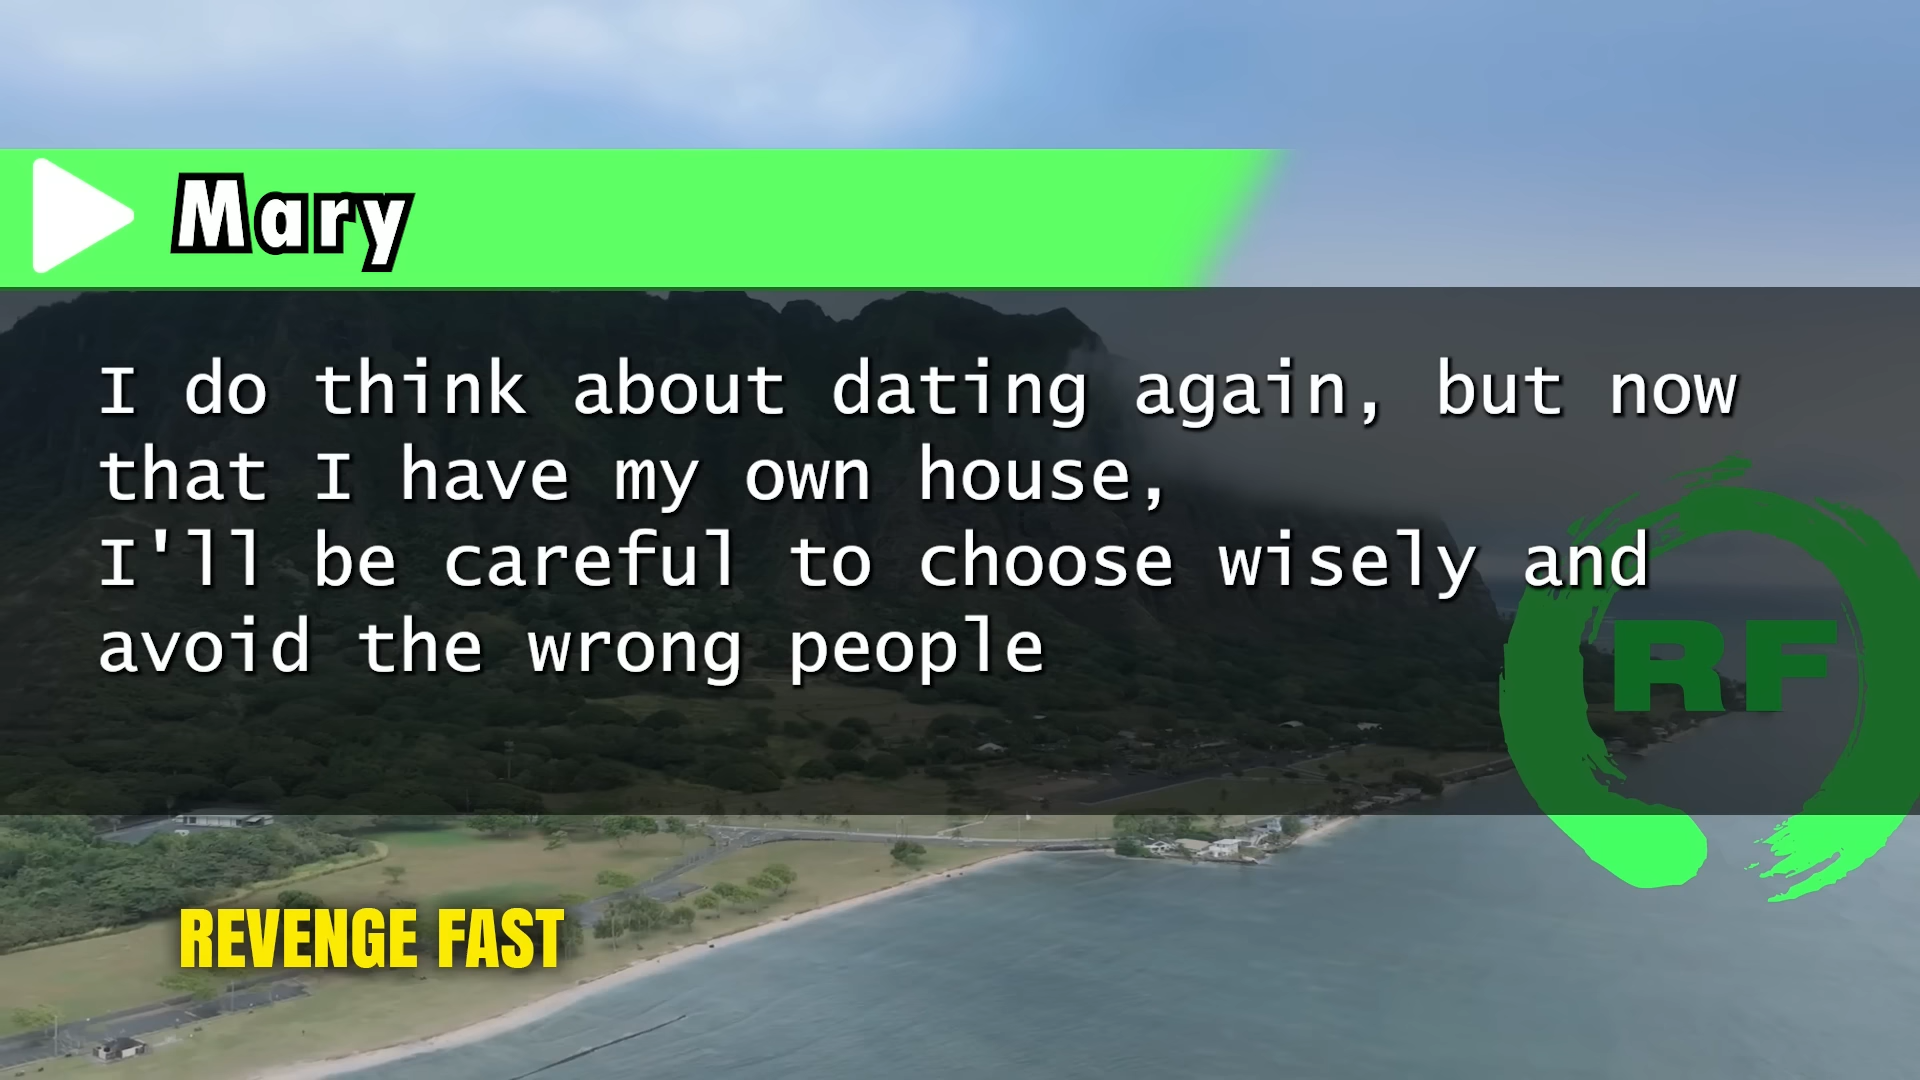 Mary
I do think about dating again, but now
that I have my own house,
I'll be careful to choose wisely and
avoid the wrong people
RF
REVENGE FAST